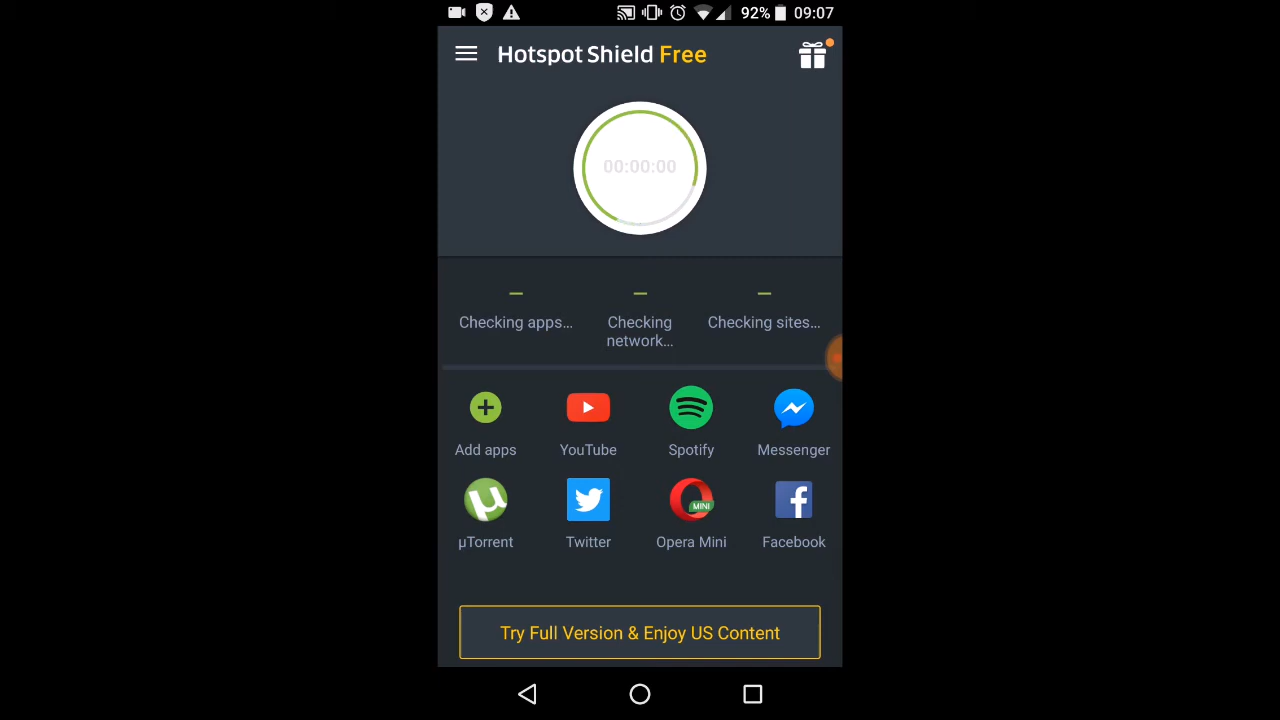 92% 09:07
Hotspot Shield Free
00:00:00
Checking apps...
Checking
network...
Checking sites...
Add apps
YouTube
Spotify
Messenger
µ
MINI
f
µTorrent
Twitter
Opera Mini
Facebook
Try Full Version & Enjoy US Content